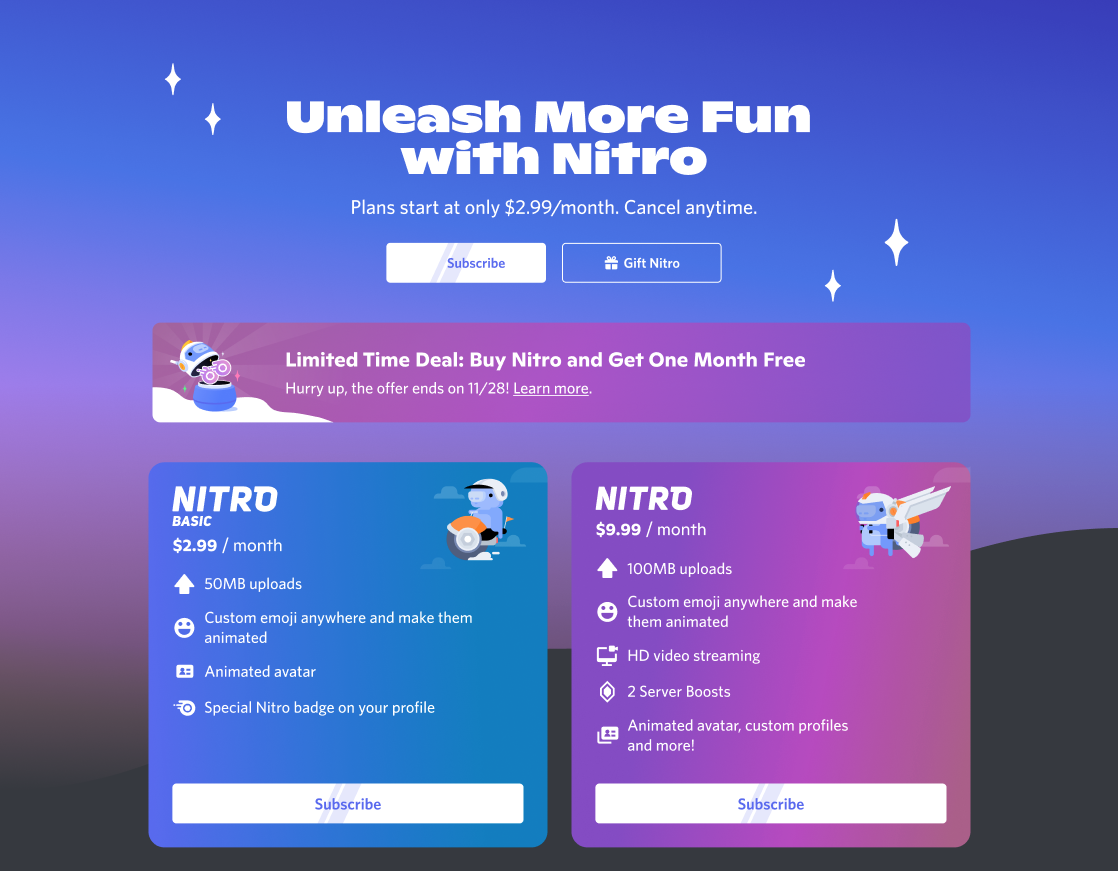 Unleash More Fun
with Nitro
Plans start at only $2.99/month. Cancel anytime.
Subscribe
Gift Nitro
Limited Time Deal: Buy Nitro and Get One Month Free
Hurry up, the offer ends on 11/28! Learn more.
NITRO
BASIC
$2.99 / month
50MB uploads
Custom emoji anywhere and make them
animated
Animated avatar
Special Nitro badge on your profile
Subscribe
NITRO
$9.99 / month
100MB uploads
Custom emoji anywhere and make
them animated
HD video streaming
2 Server Boosts
Animated avatar, custom profiles
and more!
Subscribe